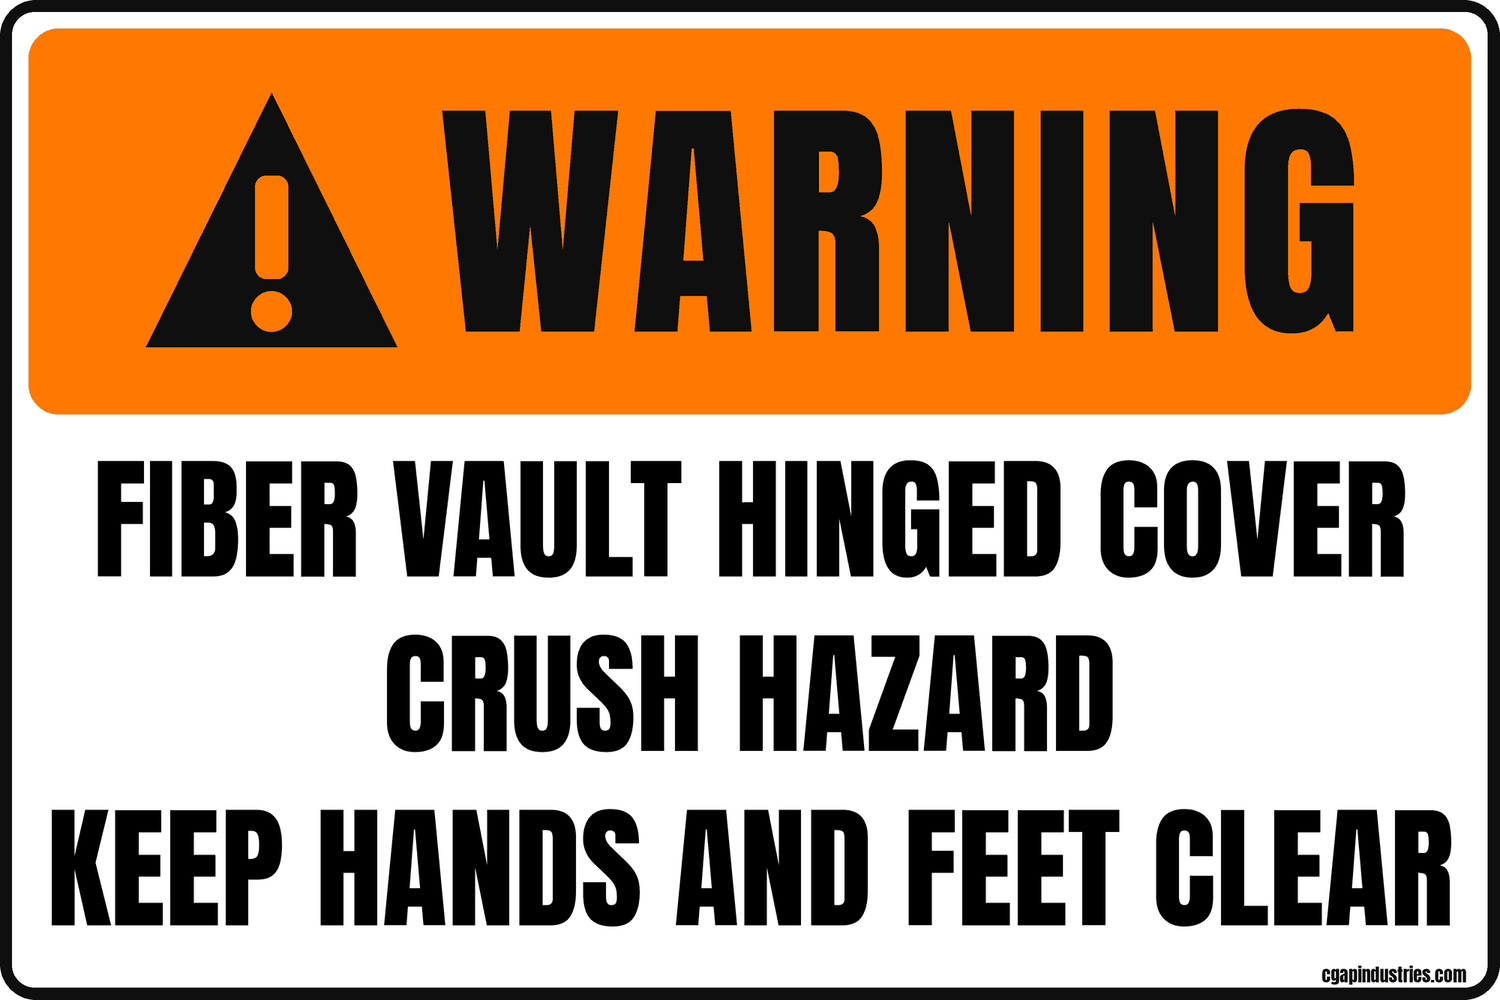 WARNING
FIBER VAULT HINGED COVER
CRUSH HAZARD
KEEP HANDS AND FEET CLEAR
cgapindustries.com